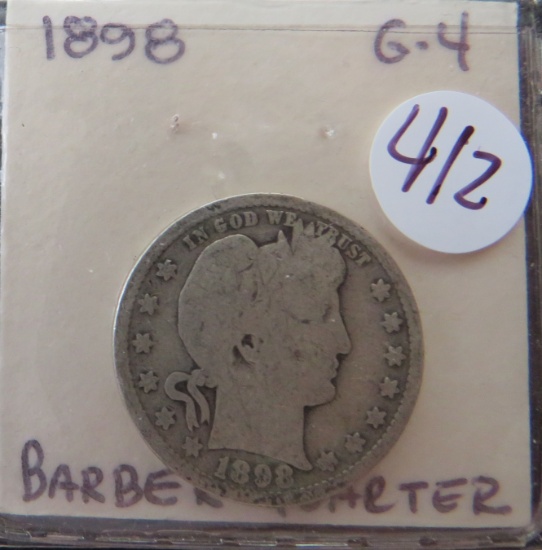 1898 G-4
412
IN GOD WE TRUST
1898
BARBER QUARTER